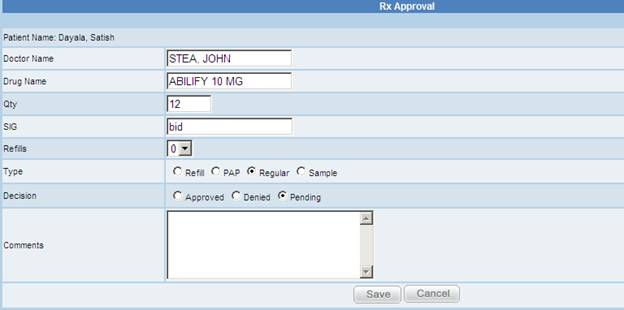 Rx Approval
Patient Name: Dayala, Satish
Doctor Name STEA, JOHN
Drug Name ABILIFY 10 MG
Qty 12
SIG bid
Refills 0
Type Refill PAP Regular Sample
Decision Approved Denied Pending
Comments
Save Cancel